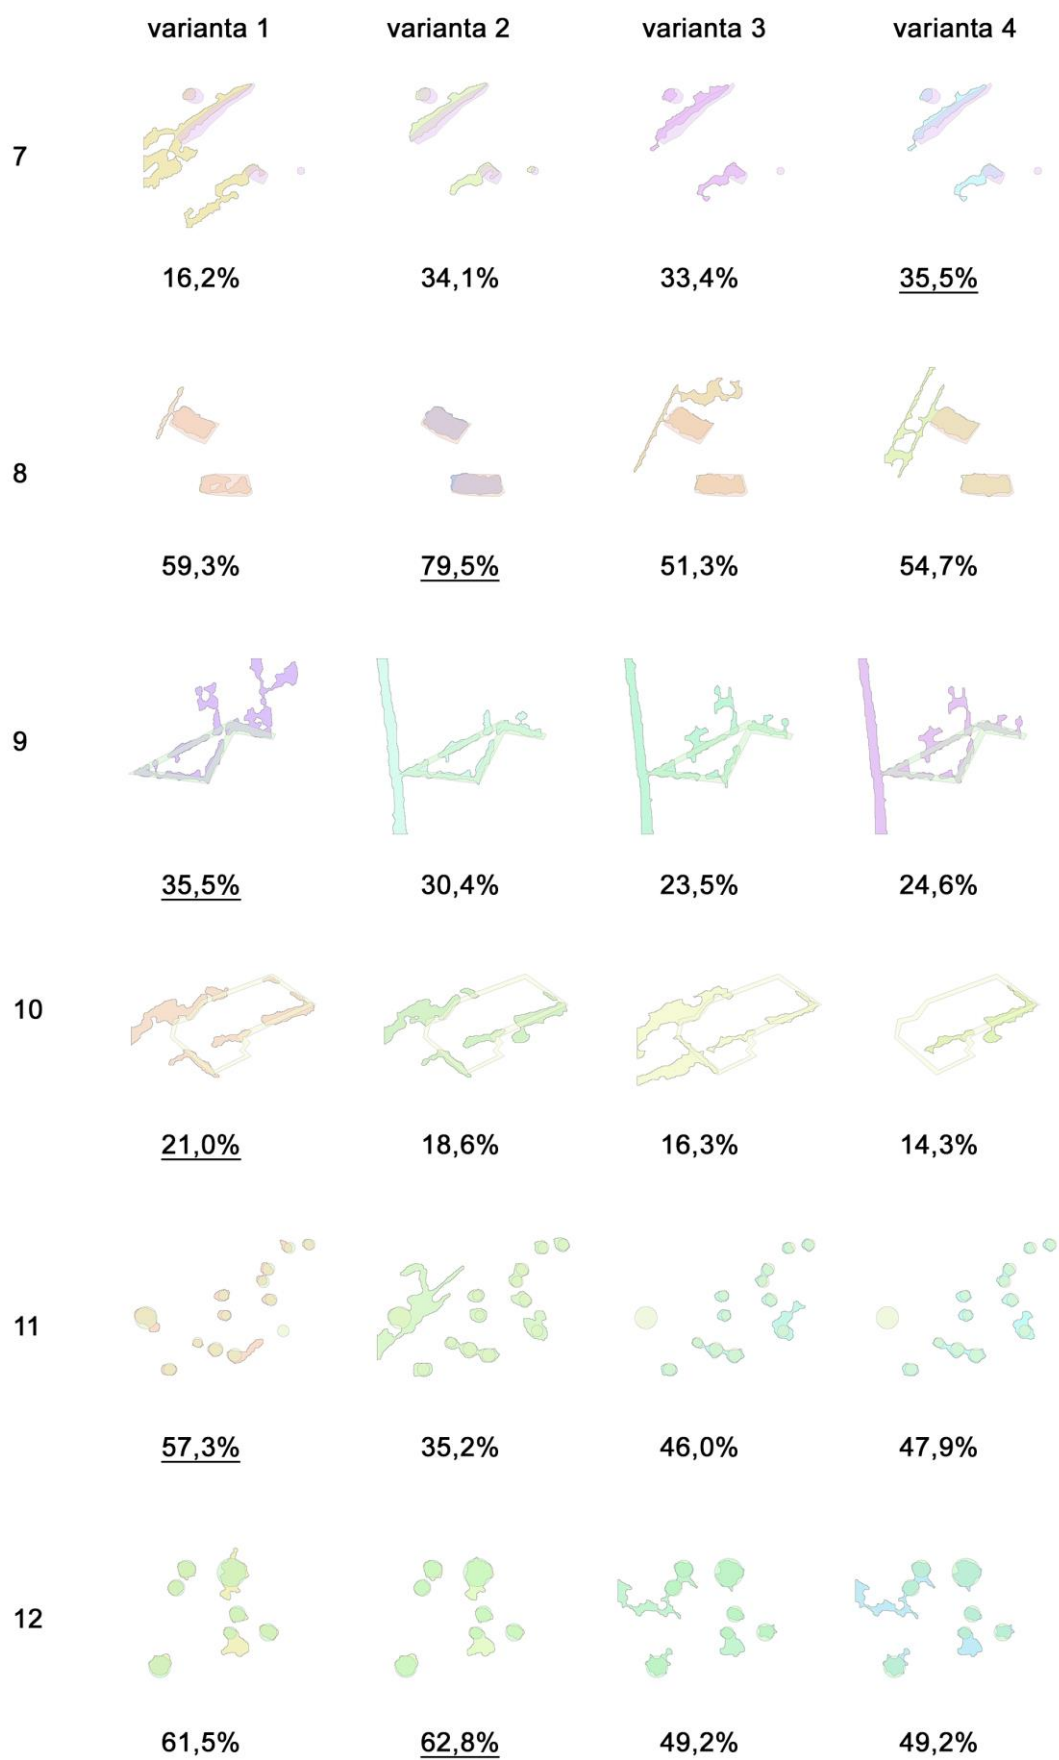 varianta 1 varianta 2 varianta 3 varianta 4
7
16,2% 34,1% 33,4% 35,5%
8
59,3% 79,5% 51,3% 54,7%
9
35,5% 30,4% 23,5% 24,6%
10
21,0% 18,6% 16,3% 14,3%
11
57,3% 35,2% 46,0% 47,9%
12
61,5% 62,8% 49,2% 49,2%